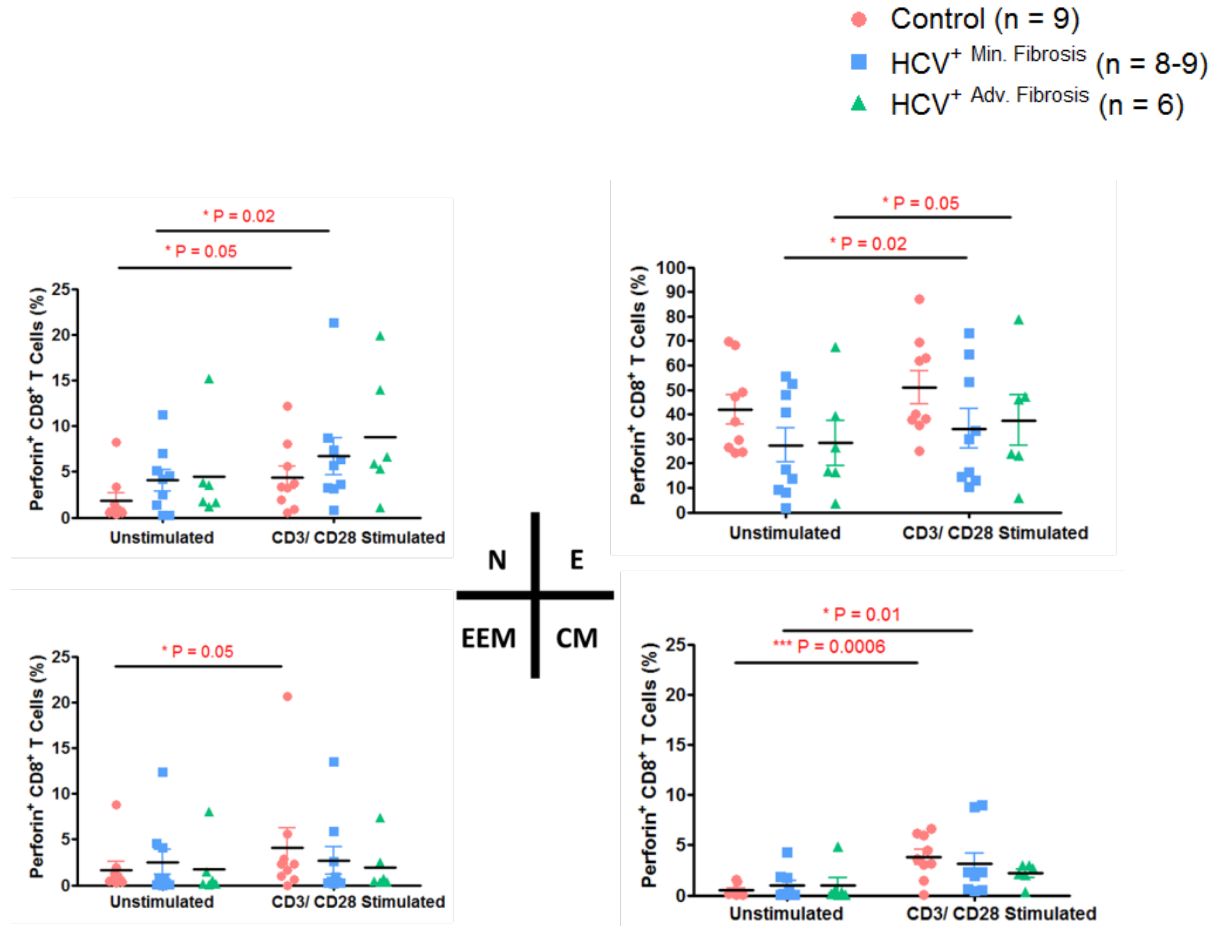 Control (n = 9)
HCV+ Min. Fibrosis (n = 8-9)
HCV+ Adv. Fibrosis (n = 6)
* P = 0.02
* P = 0.05
Perforin+ CD8+ T Cells (%)
25
20
15
10
5
0
Unstimulated CD3/ CD28 Stimulated
* P = 0.05
* P = 0.02
Perforin+ CD8+ T Cells (%)
100
90
80
70
60
50
40
30
20
10
0
Unstimulated CD3/ CD28 Stimulated
N E
EEM CM
* P = 0.05
Perforin+ CD8+ T Cells (%)
25
20
15
10
5
0
Unstimulated CD3/ CD28 Stimulated
* P = 0.01
*** P = 0.0006
Perforin+ CD8+ T Cells (%)
25
20
15
10
5
0
Unstimulated CD3/ CD28 Stimulated